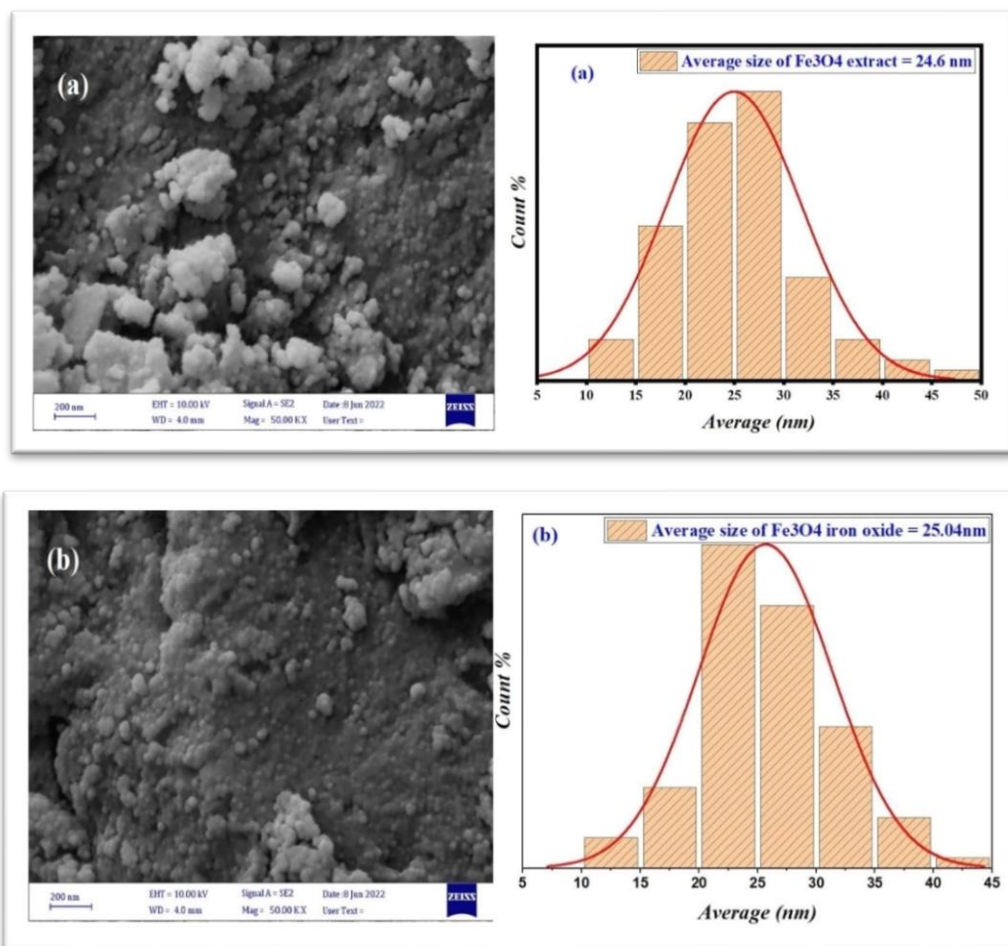 (a)
200 nm
EHT = 10.00 kV
WD = 4.0 mm
Signal A = SE2
Mag = 50.00 KX
Date :8 Jun 2022
User Text =
ZEISS
(a)
Average size of Fe3O4 extract = 24.6 nm
Count %
5 10 15 20 25 30 35 40 45 50
Average (nm)
(b)
200 nm
EHT = 10.00 kV
WD = 4.0 mm
Signal A = SE2
Mag = 50.00 KX
Date :8 Jun 2022
User Text =
ZEISS
(b)
Average size of Fe3O4 iron oxide = 25.04nm
Count %
5 10 15 20 25 30 35 40 45
Average (nm)